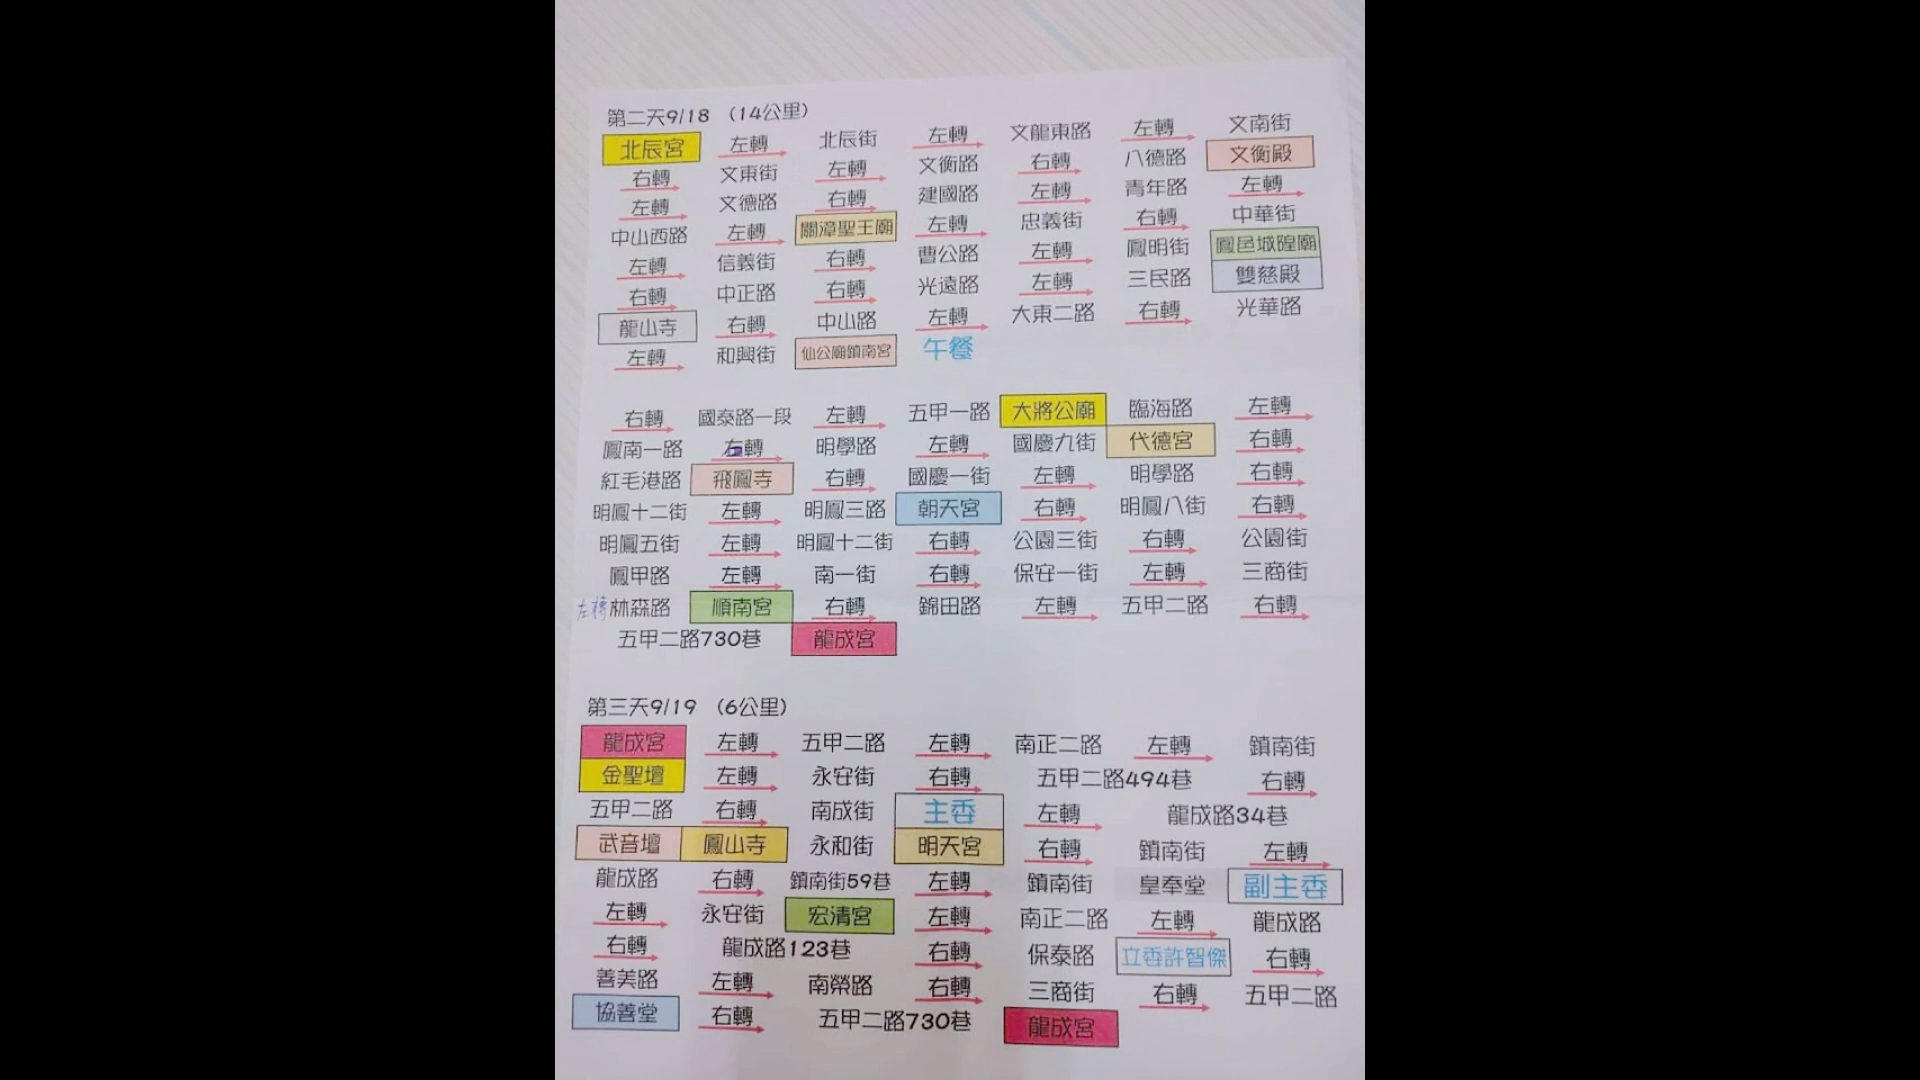 第二天9/18 （14公里）
北辰宮 左轉 北辰街 左轉 文龍東路 左轉 文南街
右轉 文東街 左轉 文衡路 右轉 八德路 文衡殿
左轉 文德路 右轉 建國路 左轉 青年路 左轉
中山西路 左轉 開漳聖王廟 左轉 忠義街 右轉 中華街
左轉 信義街 右轉 曹公路 左轉 鳳明街 鳳邑城隍廟
右轉 中正路 右轉 光遠路 左轉 三民路 雙慈殿
龍山寺 右轉 中山路 左轉 大東二路 右轉 光華路
左轉 和興街 仙公廟鎮南宮 午餐
右轉 國泰路一段 左轉 五甲一路 大將公廟 臨海路 左轉
鳳南一路 右轉 明學路 左轉 國慶九街 代德宮 右轉
紅毛港路 飛鳳寺 右轉 國慶一街 左轉 明學路 右轉
明鳳十二街 左轉 明鳳三路 朝天宮 右轉 明鳳八街 右轉
明鳳五街 左轉 明鳳十二街 右轉 公園三街 右轉 公園街
鳳甲路 左轉 南一街 右轉 保安一街 左轉 三商街
左轉 林森路 順南宮 右轉 錦田路 左轉 五甲二路 右轉
五甲二路730巷 龍成宮
第三天9/19 （6公里）
龍成宮 左轉 五甲二路 左轉 南正二路 左轉 鎮南街
金聖壇 左轉 永安街 右轉 五甲二路494巷 右轉
五甲二路 右轉 南成街 主委 左轉 龍成路34巷
武音壇 鳳山寺 永和街 明天宮 右轉 鎮南街 左轉
龍成路 右轉 鎮南街59巷 左轉 鎮南街 皇奉堂 副主委
左轉 永安街 宏清宮 左轉 南正二路 左轉 龍成路
右轉 龍成路123巷 右轉 保泰路 立委許智傑 右轉
善美路 左轉 南榮路 右轉 三商街 右轉 五甲二路
協善堂 右轉 五甲二路730巷 龍成宮